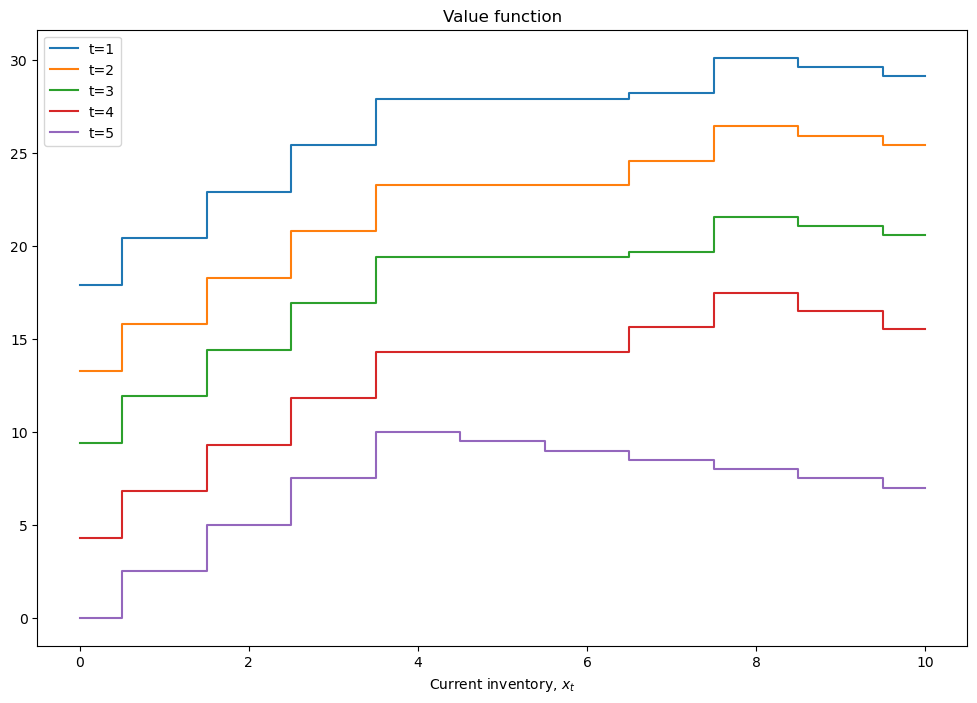 Value function
t=1
t=2
t=3
t=4
t=5
30
25
20
15
10
5
0
0 2 4 6 8 10
Current inventory, $x_t$